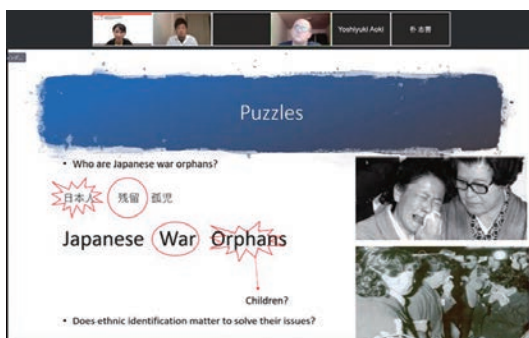 Yoshiyuki Aoki
Puzzles
• Who are Japanese war orphans?
日本人 残留 孤児
Japanese War Orphans
Children?
• Does ethnic identification matter to solve their issues?